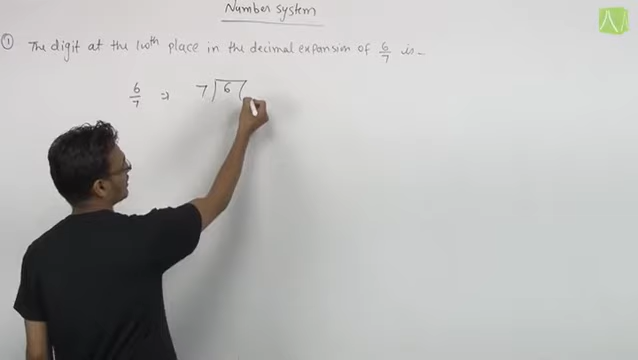 Number System
① The digit at the 100th place in the decimal expansion of 6/7 is –
6/7 ⇒ 7 ) 6 (